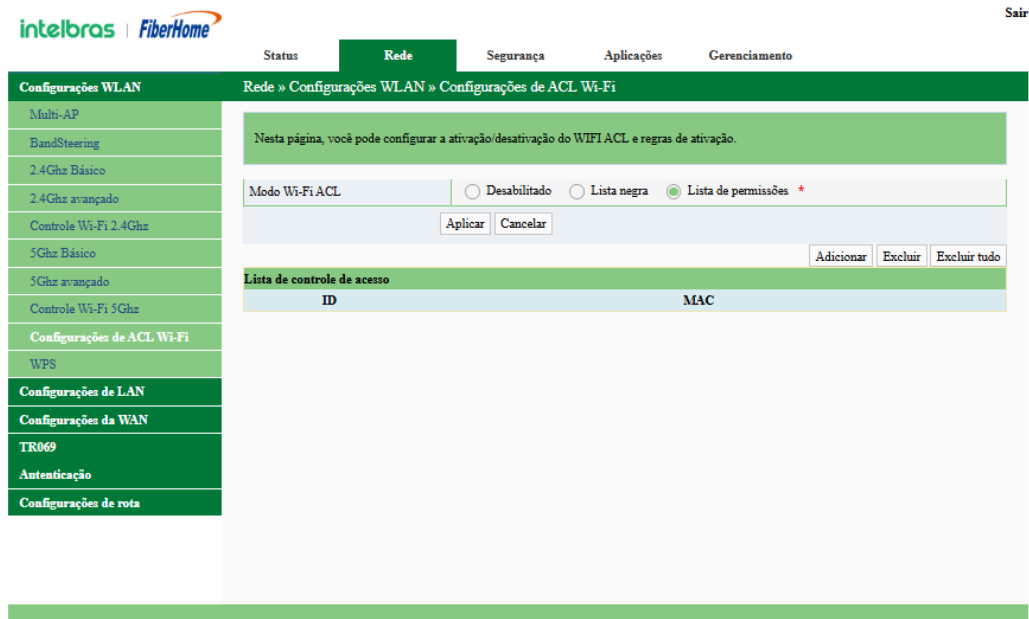 Sair
intelbras | FiberHome
Status Rede Segurança Aplicações Gerenciamento
Configurações WLAN
Rede » Configurações WLAN » Configurações de ACL Wi-Fi
Multi-AP
BandSteering
2.4Ghz Básico
2.4Ghz avançado
Controle Wi-Fi 2.4Ghz
5Ghz Básico
5Ghz avançado
Controle Wi-Fi 5Ghz
Configurações de ACL Wi-Fi
WPS
Configurações de LAN
Configurações da WAN
TR069
Autenticação
Configurações de rota
Nesta página, você pode configurar a ativação/desativação do WIFI ACL e regras de ativação.
Modo Wi-Fi ACL Desabilitado Lista negra Lista de permissões *
Aplicar Cancelar
Adicionar Excluir Excluir tudo
Lista de controle de acesso
ID MAC